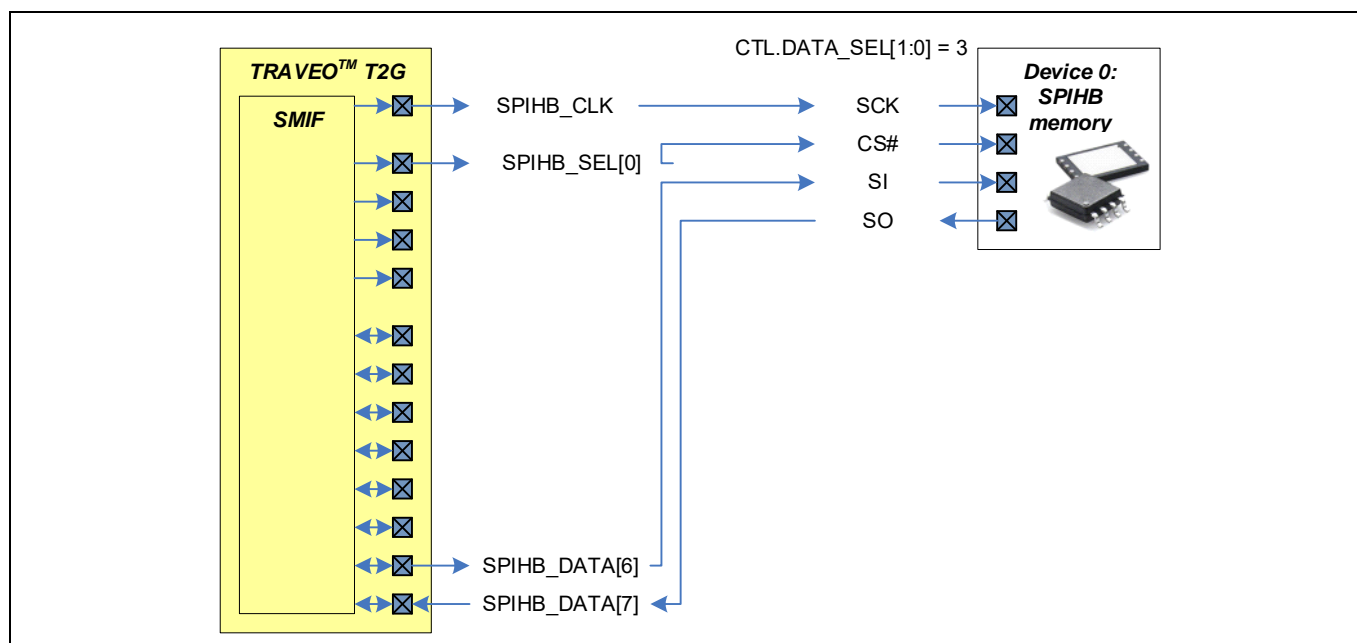 CTL.DATA_SEL[1:0] = 3
TRAVEO™ T2G
SMIF
SPIHB_CLK
SPIHB_SEL[0]
SPIHB_DATA[6]
SPIHB_DATA[7]
SCK
CS#
SI
SO
Device 0:
SPIHB
memory